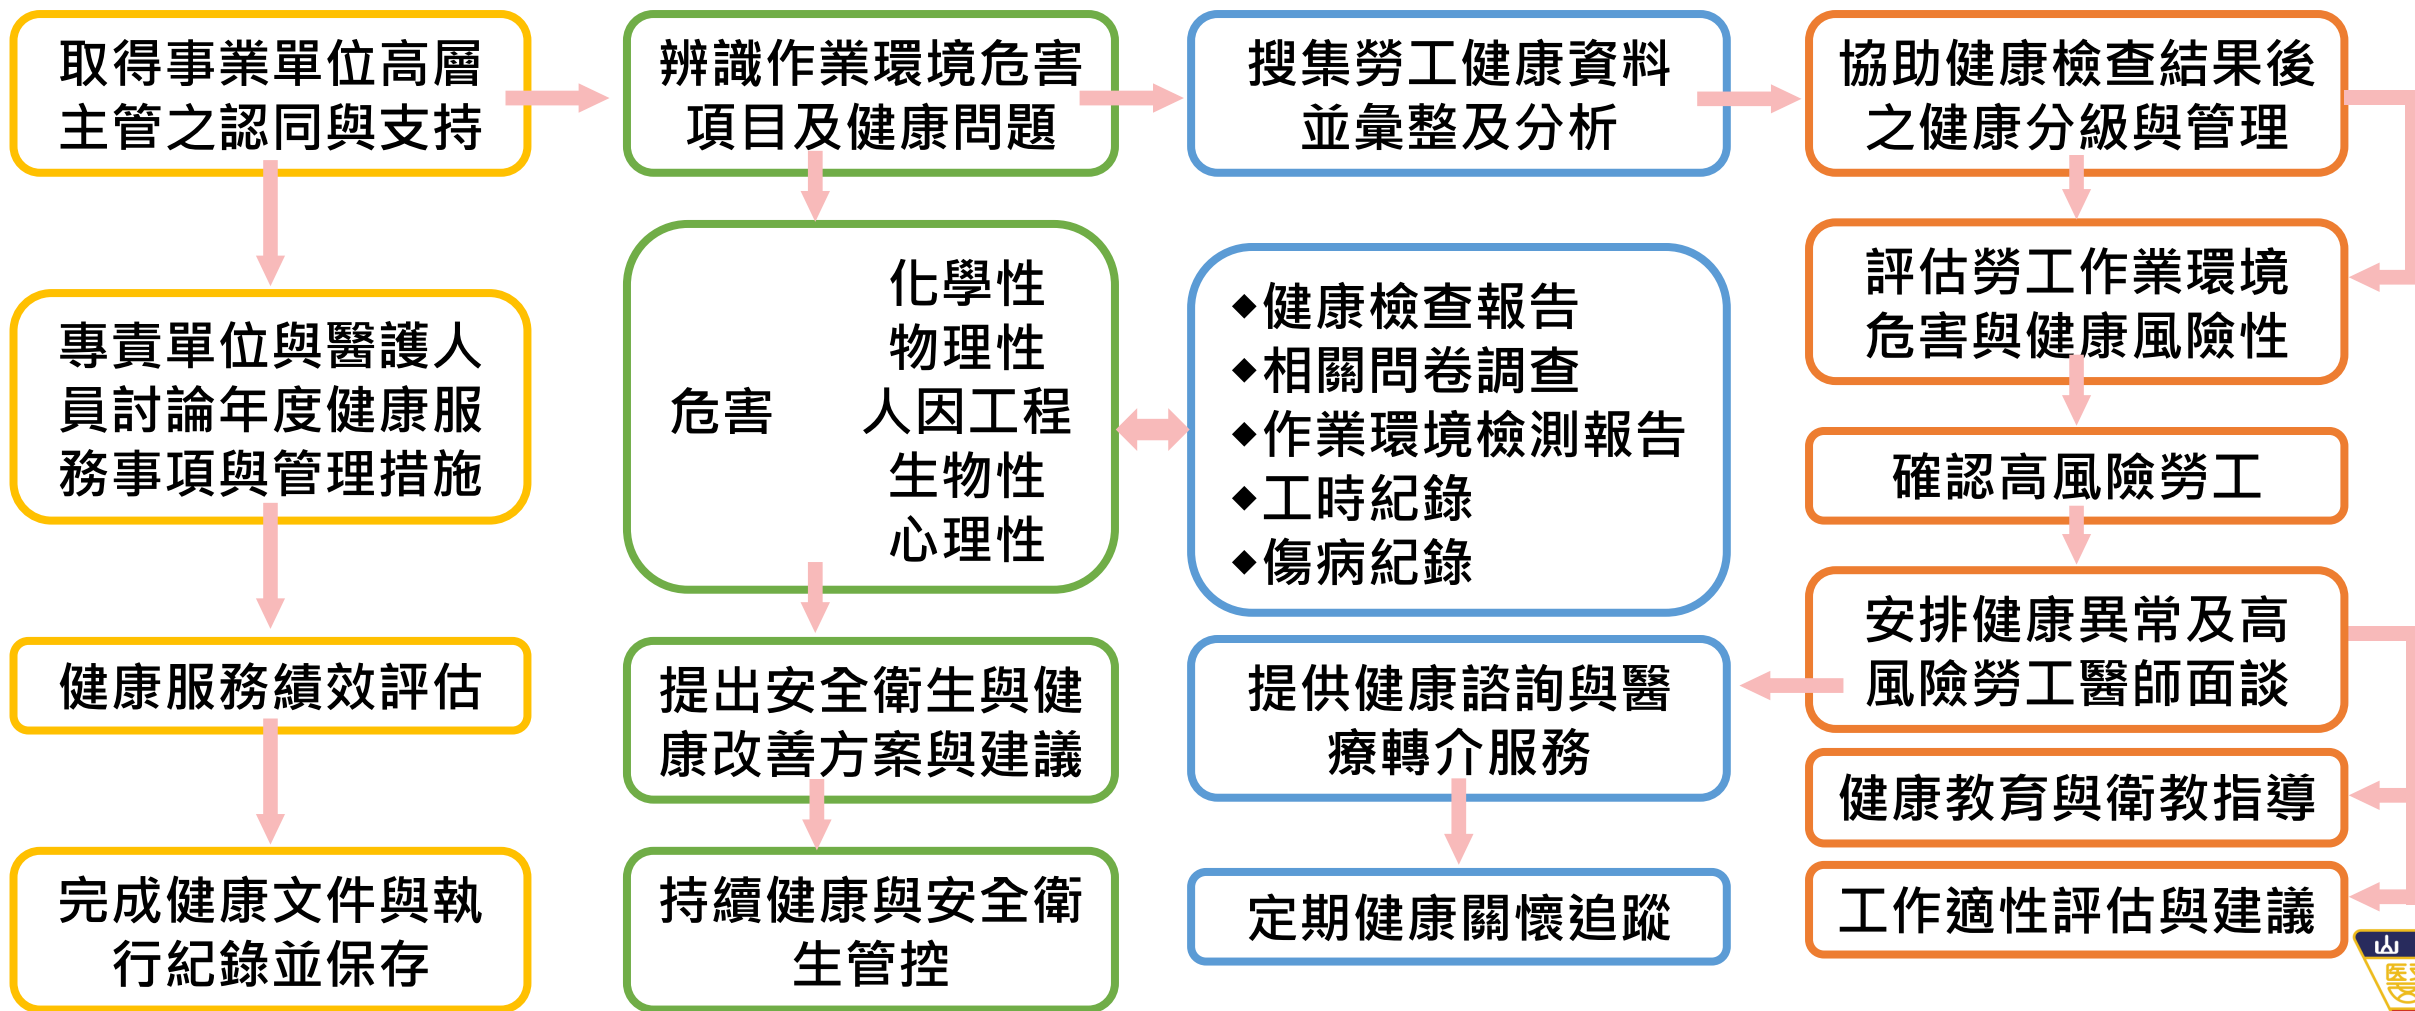 取得事業單位高層
主管之認同與支持
專責單位與醫護人
員討論年度健康服
務事項與管理措施
健康服務績效評估
完成健康文件與執
行紀錄並保存
辨識作業環境危害
項目及健康問題
危害
化學性
物理性
人因工程
生物性
心理性
提出安全衛生與健
康改善方案與建議
持續健康與安全衛
生管控
搜集勞工健康資料
並彙整及分析
◆健康檢查報告
◆相關問卷調查
◆作業環境檢測報告
◆工時紀錄
◆傷病紀錄
提供健康諮詢與醫
療轉介服務
定期健康關懷追蹤
協助健康檢查結果後
之健康分級與管理
評估勞工作業環境
危害與健康風險性
確認高風險勞工
安排健康異常及高
風險勞工醫師面談
健康教育與衛教指導
工作適性評估與建議